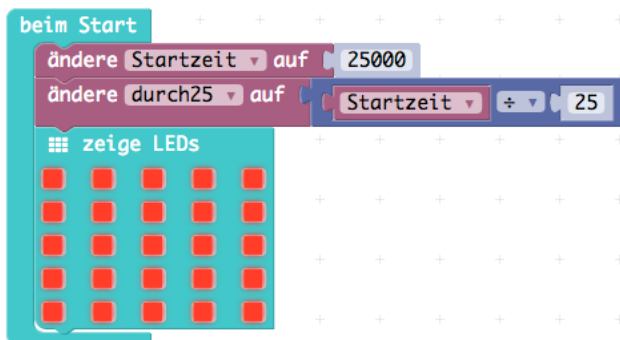 beim Start
ändere Startzeit auf 25000
ändere durch25 auf Startzeit ÷ 25
zeige LEDs